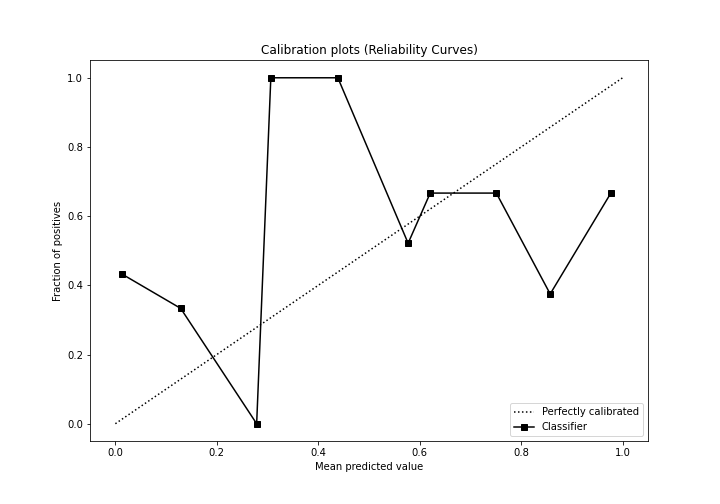 Calibration plots (Reliability Curves)
1.0
0.8
0.6
0.4
0.2
0.0
Fraction of positives
0.0 0.2 0.4 0.6 0.8 1.0
Mean predicted value
Perfectly calibrated
Classifier